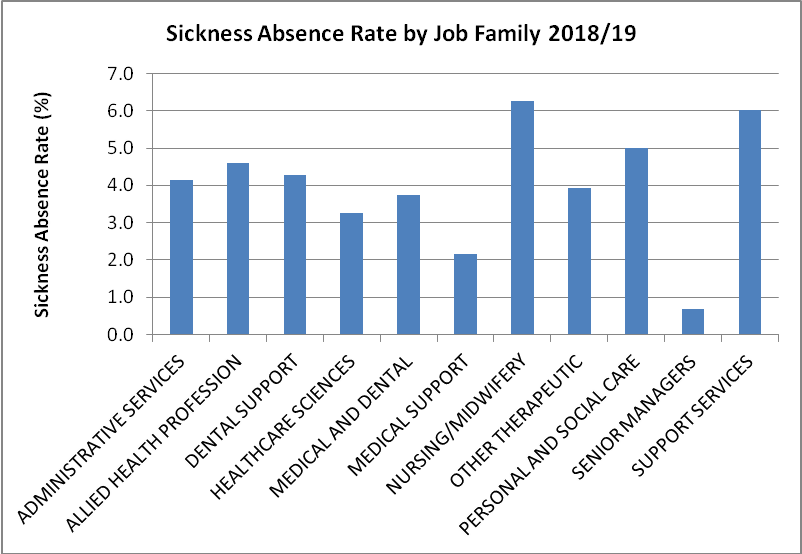 Sickness Absence Rate by Job Family 2018/19
Sickness Absence Rate (%)
7.0
6.0
5.0
4.0
3.0
2.0
1.0
0.0
ADMINISTRATIVE SERVICES
ALLIED HEALTH PROFESSION
DENTAL SUPPORT
HEALTHCARE SCIENCES
MEDICAL AND DENTAL
MEDICAL SUPPORT
NURSING/MIDWIFERY
OTHER THERAPEUTIC
PERSONAL AND SOCIAL CARE
SENIOR MANAGERS
SUPPORT SERVICES